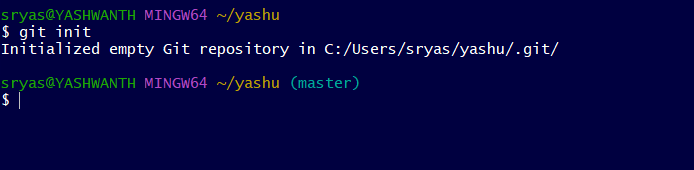 sryas@YASHWANTH MINGW64 ~/yashu
$ git init
Initialized empty Git repository in C:/Users/sryas/yashu/.git/
sryas@YASHWANTH MINGW64 ~/yashu (master)
$